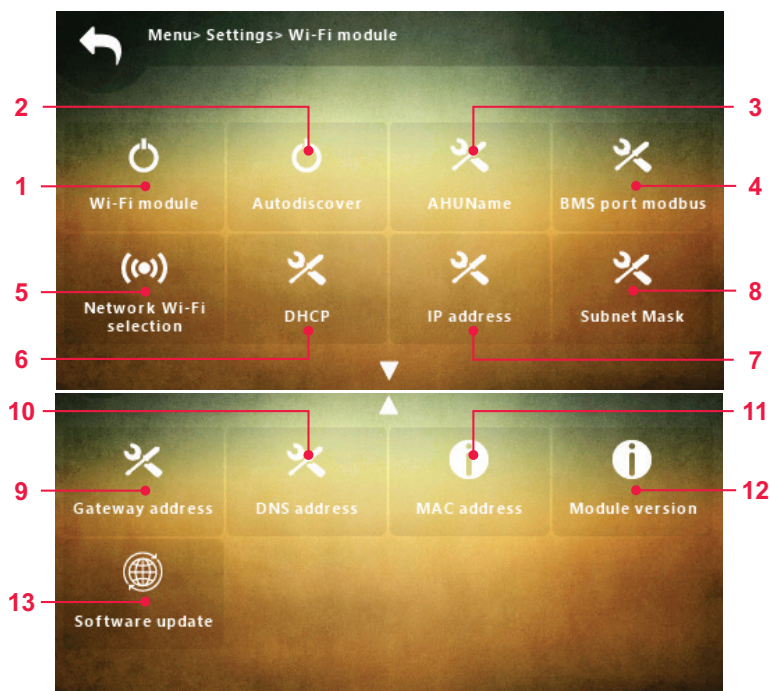 Menu> Settings> Wi-Fi module
2
3
1
4
Wi-Fi module
Autodiscover
AHUName
BMS port modbus
5
8
Network Wi-Fi
selection
DHCP
IP address
Subnet Mask
6
7
10
11
9
12
Gateway address
DNS address
MAC address
Module version
13
Software update